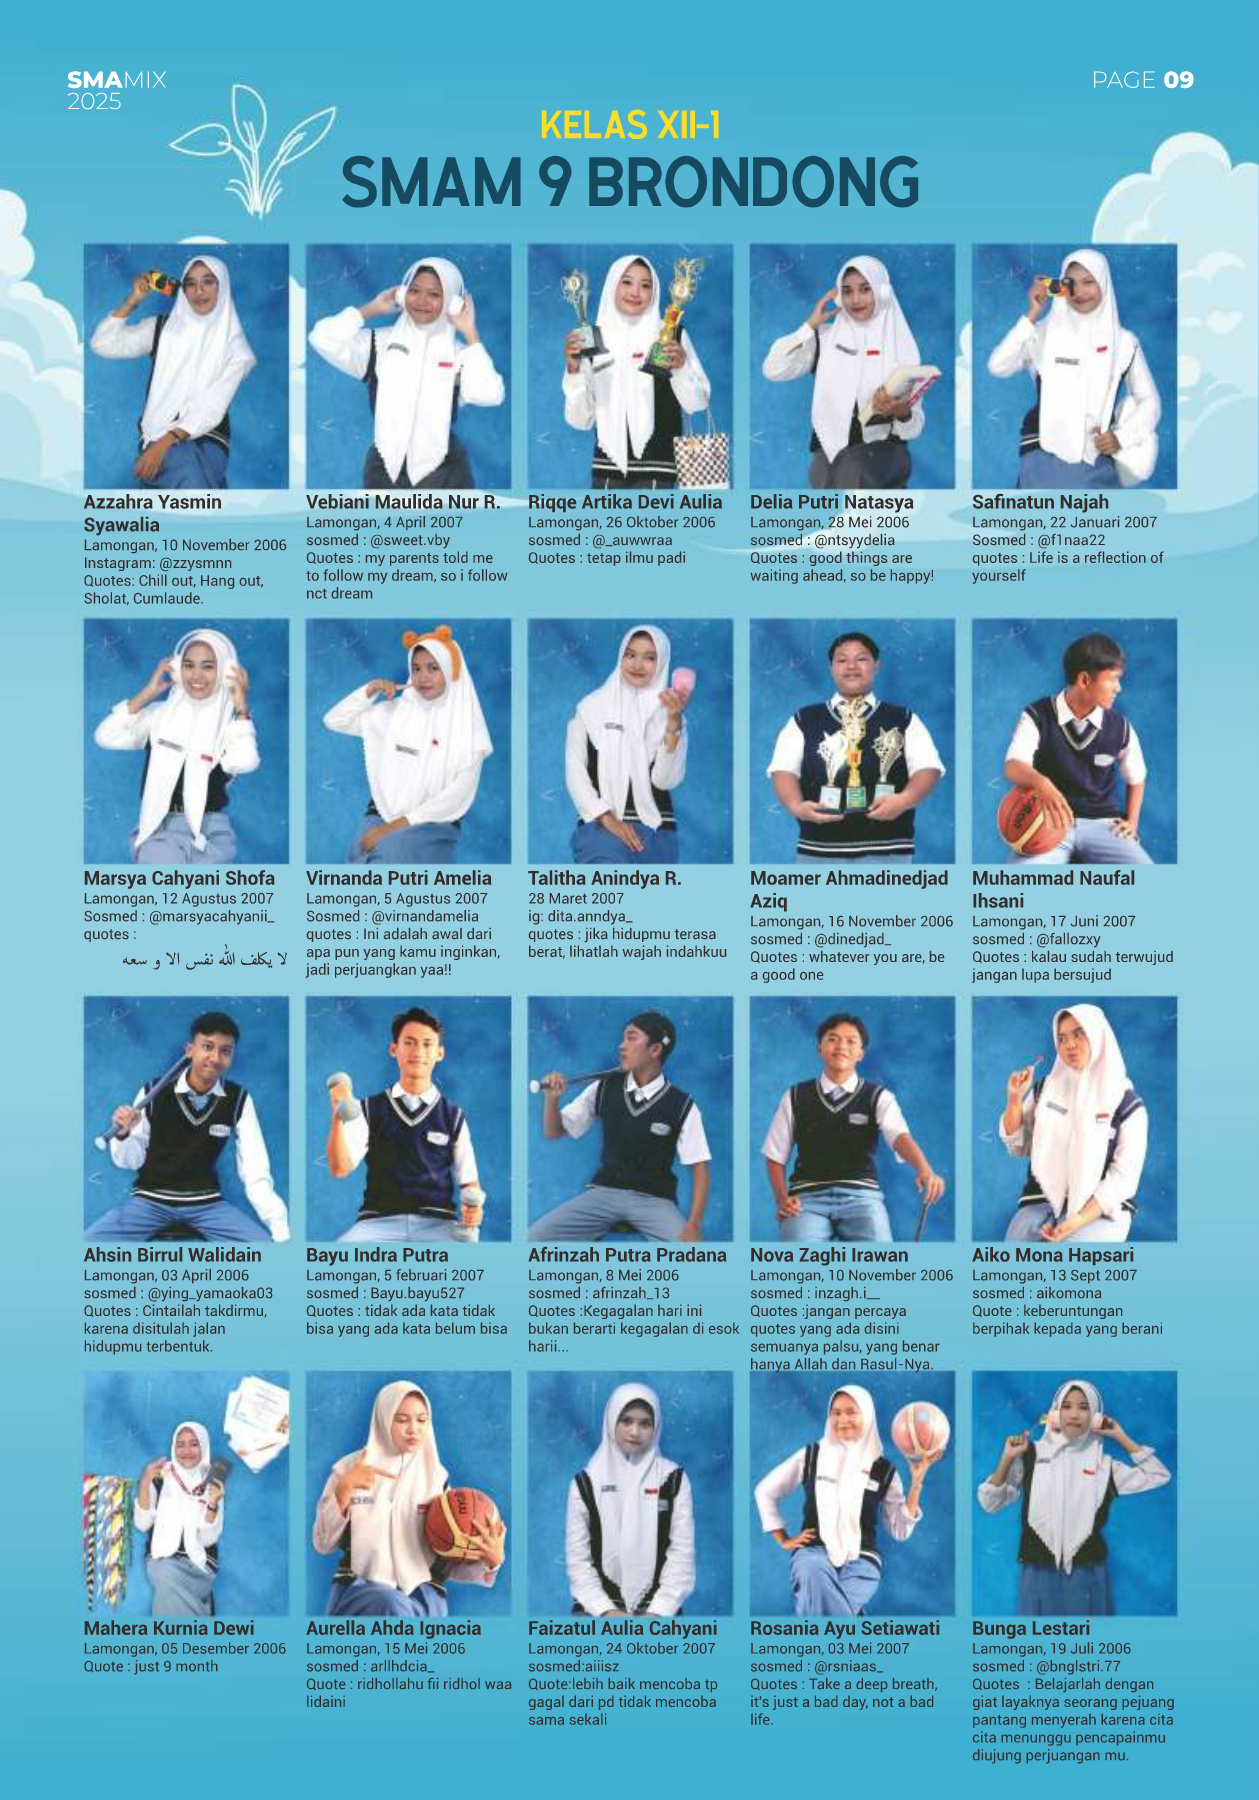 SMAMIX
2025
PAGE 09
KELAS XII-1
SMAM 9 BRONDONG
Azzahra Yasmin
Syawalia
Lamongan, 10 November 2006
Instagram: @zzysmnn
Quotes: Chill out, Hang out,
Sholat, Cumlaude.
Vebiani Maulida Nur R.
Lamongan, 4 April 2007
sosmed : @sweet.vby
Quotes : my parents told me
to follow my dream, so i follow
nct dream
Riqqe Artika Devi Aulia
Lamongan, 26 Oktober 2006
sosmed : @_auwwraa
Quotes : tetap ilmu padi
Delia Putri Natasya
Lamongan, 28 Mei 2006
sosmed : @ntsyydelia
Quotes : good things are
waiting ahead, so be happy!
Safinatun Najah
Lamongan, 22 Januari 2007
Sosmed : @f1naa22
quotes : Life is a reflection of
yourself
Marsya Cahyani Shofa
Lamongan, 12 Agustus 2007
Sosmed : @marsyacahyanii_
quotes :
لا يكلف الله نفس الا و سعه
Virnanda Putri Amelia
Lamongan, 5 Agustus 2007
Sosmed : @virnandamelia
quotes : Ini adalah awal dari
apa pun yang kamu inginkan,
jadi perjuangkan yaa!!
Talitha Anindya R.
28 Maret 2007
ig: dita.anndya_
quotes : jika hidupmu terasa
berat, lihatlah wajah indahkuu
Moamer Ahmadinedjad
Aziq
Lamongan, 16 November 2006
sosmed : @dinedjad_
Quotes : whatever you are, be
a good one
Muhammad Naufal
Ihsani
Lamongan, 17 Juni 2007
sosmed : @fallozxy
Quotes : kalau sudah terwujud
jangan lupa bersujud
Ahsin Birrul Walidain
Lamongan, 03 April 2006
sosmed : @ying_yamaoka03
Quotes : Cintailah takdirmu,
karena disitulah jalan
hidupmu terbentuk.
Bayu Indra Putra
Lamongan, 5 februari 2007
sosmed : Bayu.bayu527
Quotes : tidak ada kata tidak
bisa yang ada kata belum bisa
Afrinzah Putra Pradana
Lamongan, 8 Mei 2006
sosmed : afrinzah_13
Quotes :Kegagalan hari ini
bukan berarti kegagalan di esok
harii...
Nova Zaghi Irawan
Lamongan, 10 November 2006
sosmed : inzagh.i__
Quotes :jangan percaya
quotes yang ada disini
semuanya palsu, yang benar
hanya Allah dan Rasul-Nya.
Aiko Mona Hapsari
Lamongan, 13 Sept 2007
sosmed : aikomona
Quote : keberuntungan
berpihak kepada yang berani
Mahera Kurnia Dewi
Lamongan, 05 Desember 2006
Quote : just 9 month
Aurella Ahda Ignacia
Lamongan, 15 Mei 2006
sosmed : arllhdcia_
Quote : ridhollahu fii ridhol waa
lidaini
Faizatul Aulia Cahyani
Lamongan, 24 Oktober 2007
sosmed:aiiisz
Quote:lebih baik mencoba tp
gagal dari pd tidak mencoba
sama sekali
Rosania Ayu Setiawati
Lamongan, 03 Mei 2007
sosmed : @rsniaas_
Quotes : Take a deep breath,
it's just a bad day, not a bad
life.
Bunga Lestari
Lamongan, 19 Juli 2006
sosmed : @bnglstri.77
Quotes  : Belajarlah dengan
giat layaknya seorang pejuang
pantang menyerah karena cita
cita menunggu pencapainmu
diujung perjuangan mu.